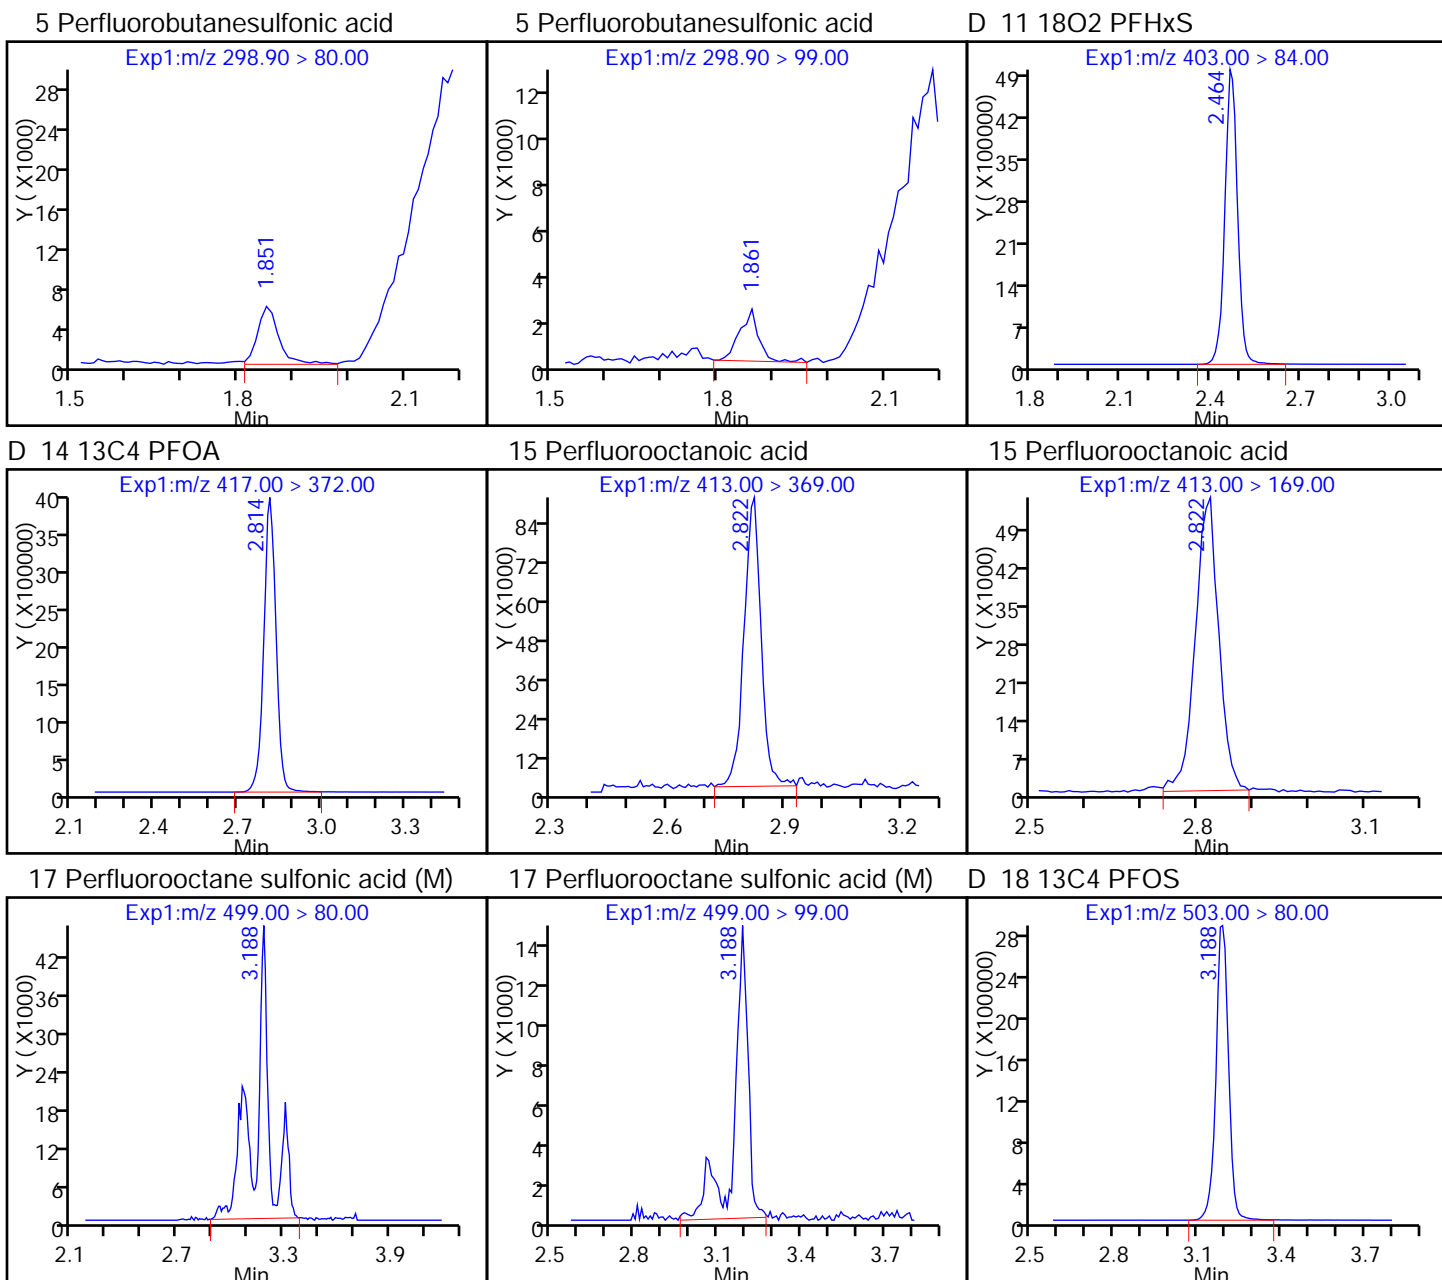 5 Perfluorobutanesulfonic acid
Exp1:m/z 298.90 > 80.00
Y ( X1000)
28
24
20
16
12
8
4
0
1.851
1.5 1.8 2.1
Min
5 Perfluorobutanesulfonic acid
Exp1:m/z 298.90 > 99.00
Y ( X1000)
12
10
8
6
4
2
0
1.861
1.5 1.8 2.1
Min
D 11 18O2 PFHxS
Exp1:m/z 403.00 > 84.00
Y ( X100000)
49
42
35
28
21
14
7
0
2.464
1.8 2.1 2.4 2.7 3.0
Min
D 14 13C4 PFOA
Exp1:m/z 417.00 > 372.00
Y ( X100000)
40
35
30
25
20
15
10
5
0
2.814
2.1 2.4 2.7 3.0 3.3
Min
15 Perfluorooctanoic acid
Exp1:m/z 413.00 > 369.00
Y ( X1000)
84
72
60
48
36
24
12
0
2.822
2.3 2.6 2.9 3.2
Min
15 Perfluorooctanoic acid
Exp1:m/z 413.00 > 169.00
Y ( X1000)
49
42
35
28
21
14
7
0
2.822
2.5 2.8 3.1
Min
17 Perfluorooctane sulfonic acid (M)
Exp1:m/z 499.00 > 80.00
Y ( X1000)
42
36
30
24
18
12
6
0
3.188
2.1 2.7 3.3 3.9
Min
17 Perfluorooctane sulfonic acid (M)
Exp1:m/z 499.00 > 99.00
Y ( X1000)
14
12
10
8
6
4
2
0
3.188
2.5 2.8 3.1 3.4 3.7
Min
D 18 13C4 PFOS
Exp1:m/z 503.00 > 80.00
Y ( X100000)
28
24
20
16
12
8
4
0
3.188
2.5 2.8 3.1 3.4 3.7
Min